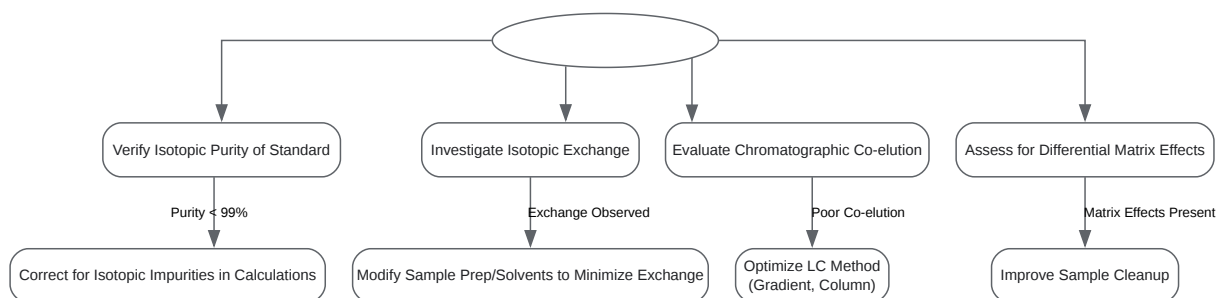 Verify Isotopic Purity of Standard
Investigate Isotopic Exchange
Evaluate Chromatographic Co-elution
Assess for Differential Matrix Effects
Purity < 99%
Exchange Observed
Poor Co-elution
Matrix Effects Present
Correct for Isotopic Impurities in Calculations
Modify Sample Prep/Solvents to Minimize Exchange
Optimize LC Method
(Gradient, Column)
Improve Sample Cleanup